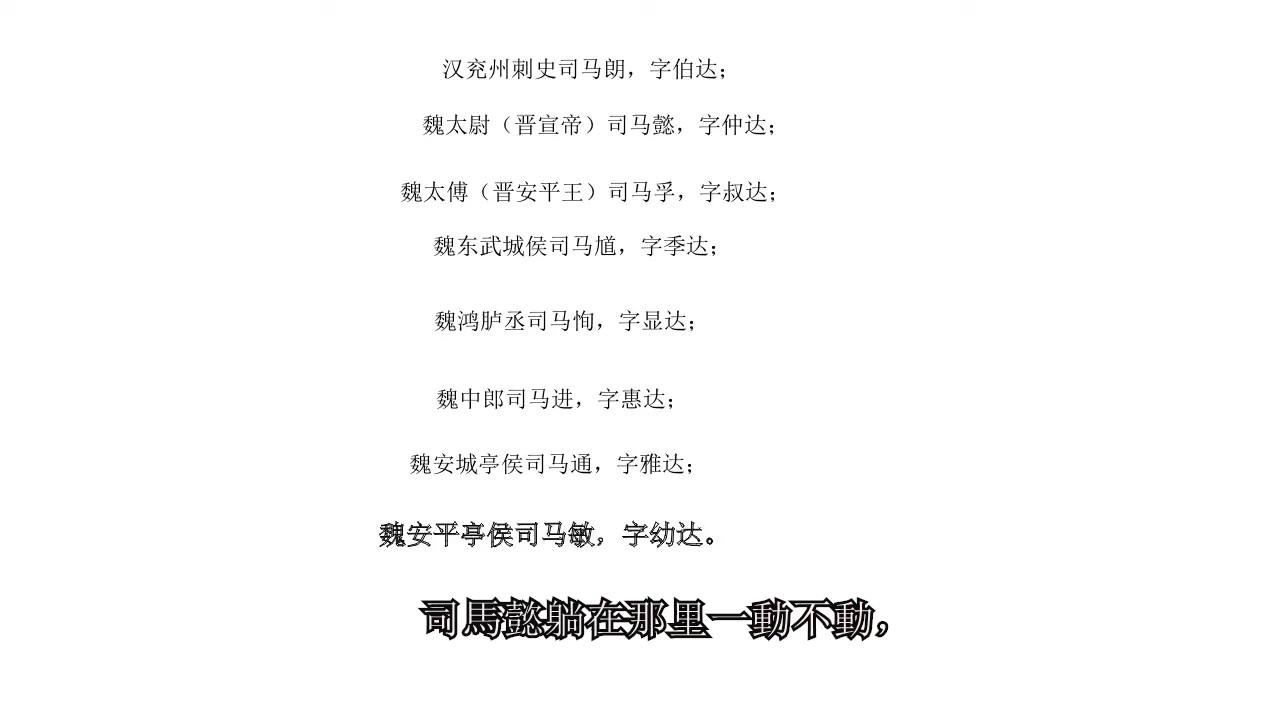 汉兖州刺史司马朗，字伯达；
魏太尉（晋宣帝）司马懿，字仲达；
魏太傅（晋安平王）司马孚，字叔达；
魏东武城侯司马馗，字季达；
魏鸿胪丞司马恂，字显达；
魏中郎司马进，字惠达；
魏安城亭侯司马通，字雅达；
魏安平亭侯司马敏，字幼达。
司馬懿躺在那里一動不動，